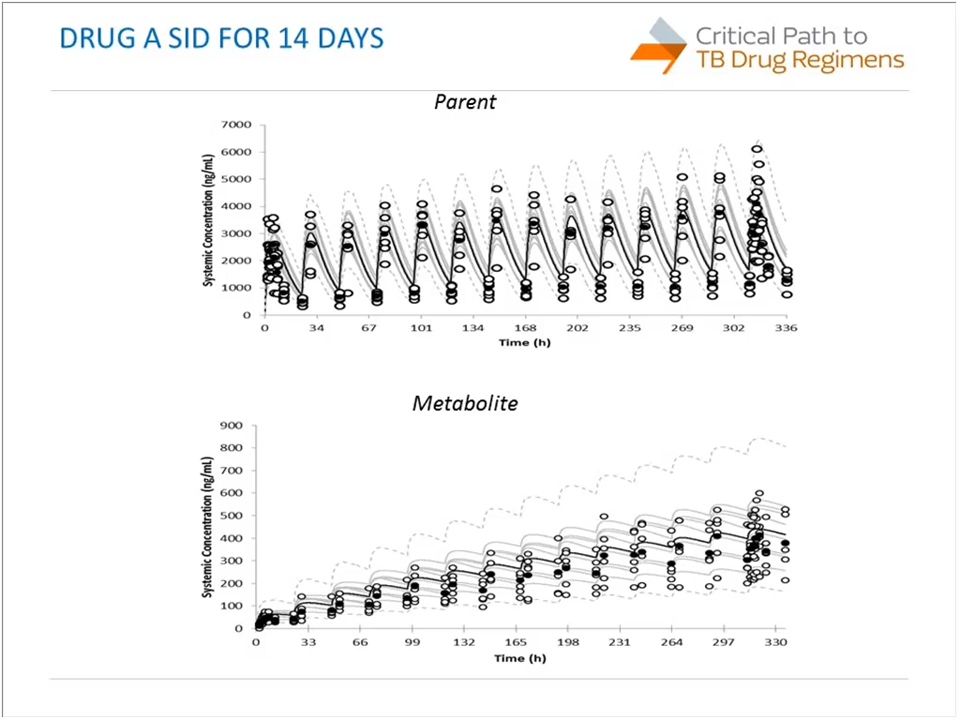 DRUG A SID FOR 14 DAYS
Critical Path to
TB Drug Regimens
Parent
Systemic Concentration (ng/mL)
7000
6000
5000
4000
3000
2000
1000
0
0 34 67 101 134 168 202 235 269 302 336
Time (h)
Metabolite
Systemic Concentration (ng/mL)
900
800
700
600
500
400
300
200
100
0
0 33 66 99 132 165 198 231 264 297 330
Time (h)